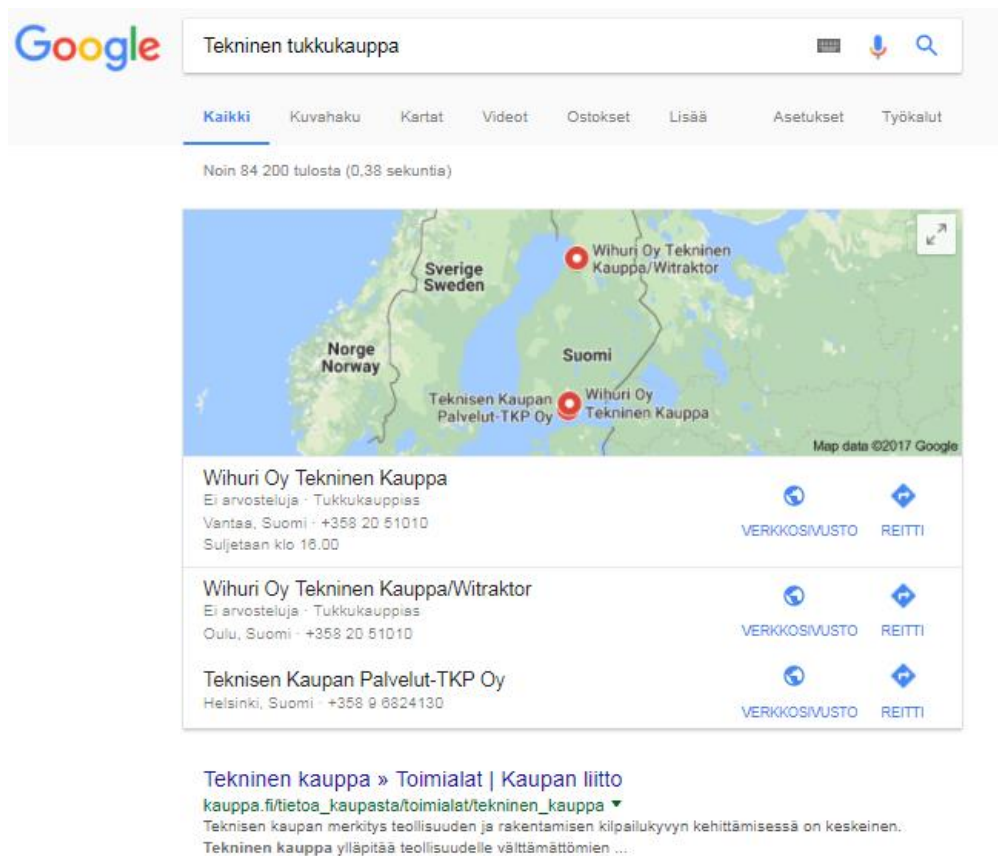 Google
Tekninen tukkukauppa
Kaikki Kuvahaku Kartat Videot Ostokset Lisää Asetukset Työkalut
Noin 84 200 tulosta (0,38 sekuntia)
Wihuri Oy Tekninen
Kauppa/Witraktor
Sverige
Sweden
Norge
Norway
Suomi
Teknisen Kaupan
Palvelut-TKP Oy
Wihuri Oy
Tekninen Kauppa
Map data ©2017 Google
Wihuri Oy Tekninen Kauppa
Ei arvosteluja · Tukkukauppias
Vantaa, Suomi · +358 20 51010
Suljetaan klo 16.00
VERKKOSIVUSTO REITTI
Wihuri Oy Tekninen Kauppa/Witraktor
Ei arvosteluja · Tukkukauppias
Oulu, Suomi · +358 20 51010
VERKKOSIVUSTO REITTI
Teknisen Kaupan Palvelut-TKP Oy
Helsinki, Suomi · +358 9 6824130
VERKKOSIVUSTO REITTI
Tekninen kauppa » Toimialat | Kaupan liitto
kauppa.fi/tietoa_kaupasta/toimialat/tekninen_kauppa ▼
Teknisen kaupan merkitys teollisuuden ja rakentamisen kilpailukyvyn kehittämisessä on keskeinen.
Tekninen kauppa ylläpitää teollisuudelle välttämättömien ...